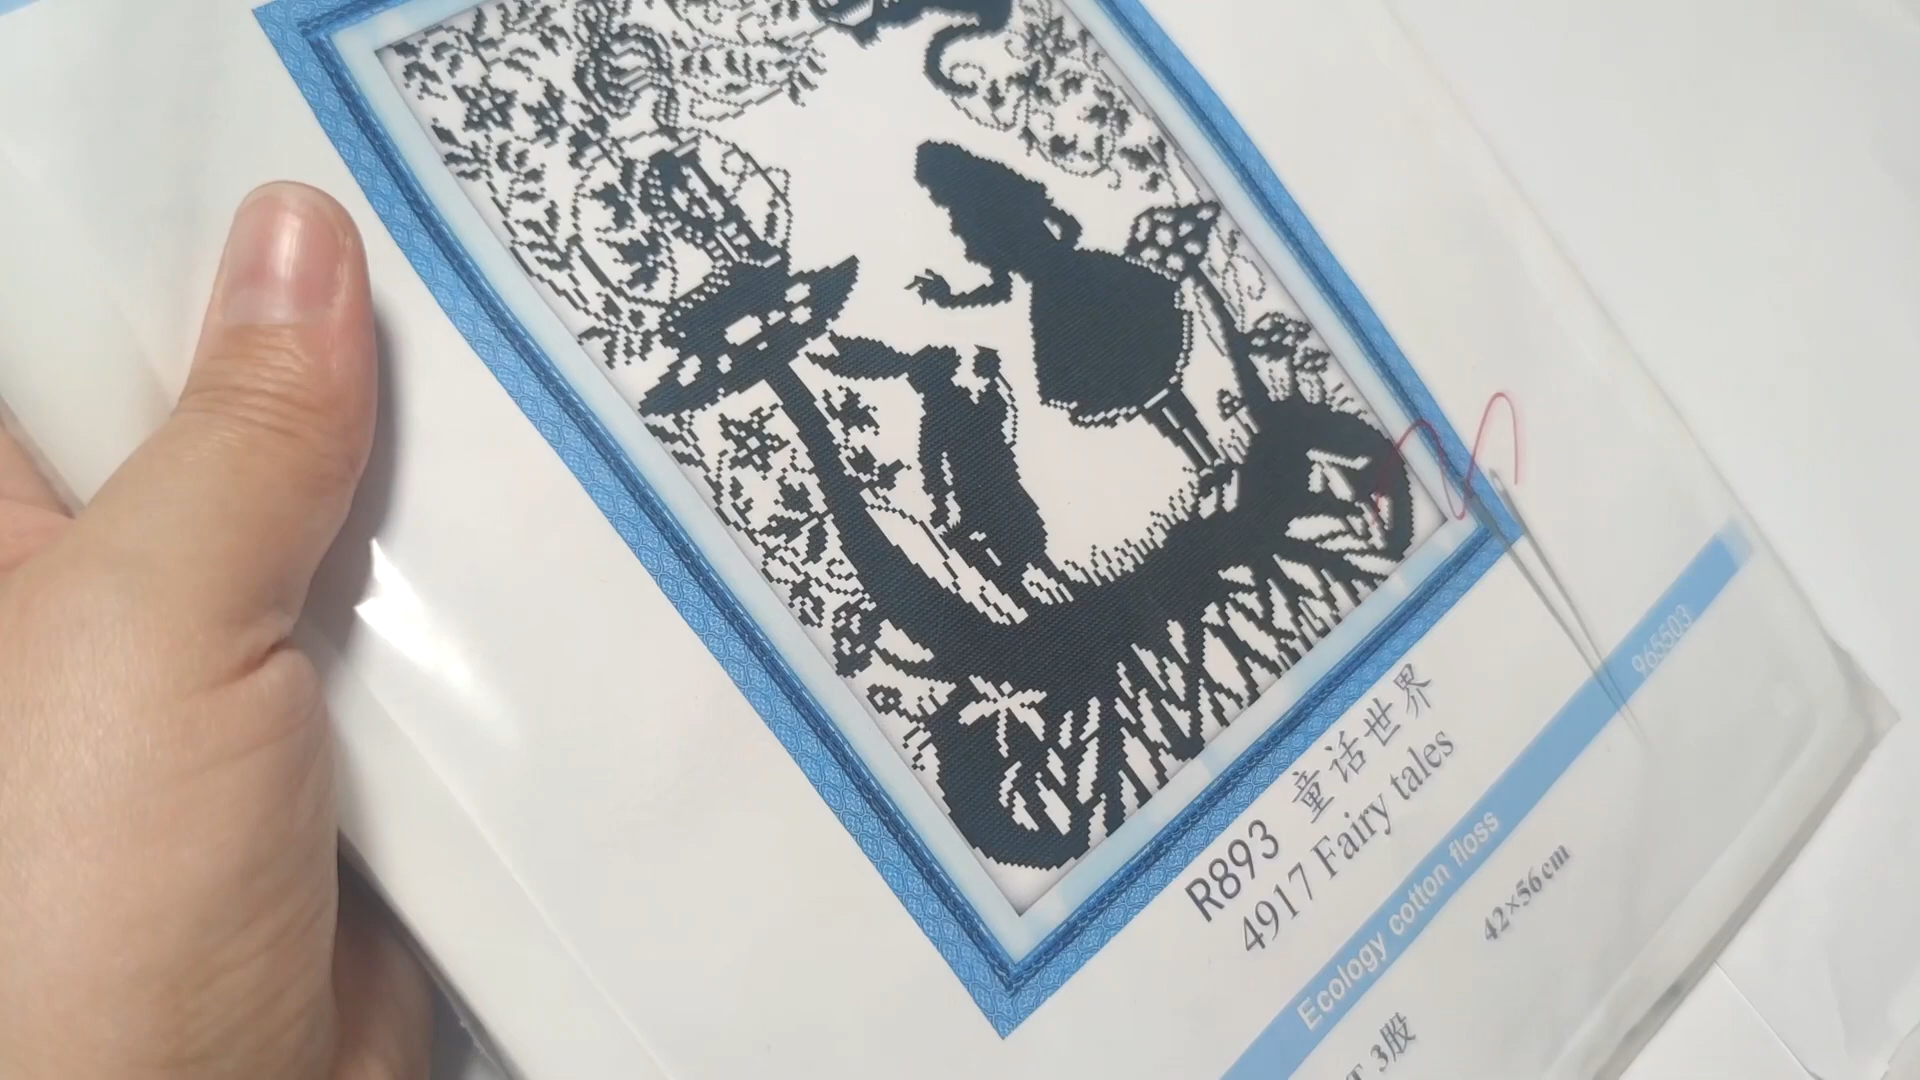 R893 童话世界
4917 Fairy tales
Ecology cotton floss 965503
42×56cm
T 3股